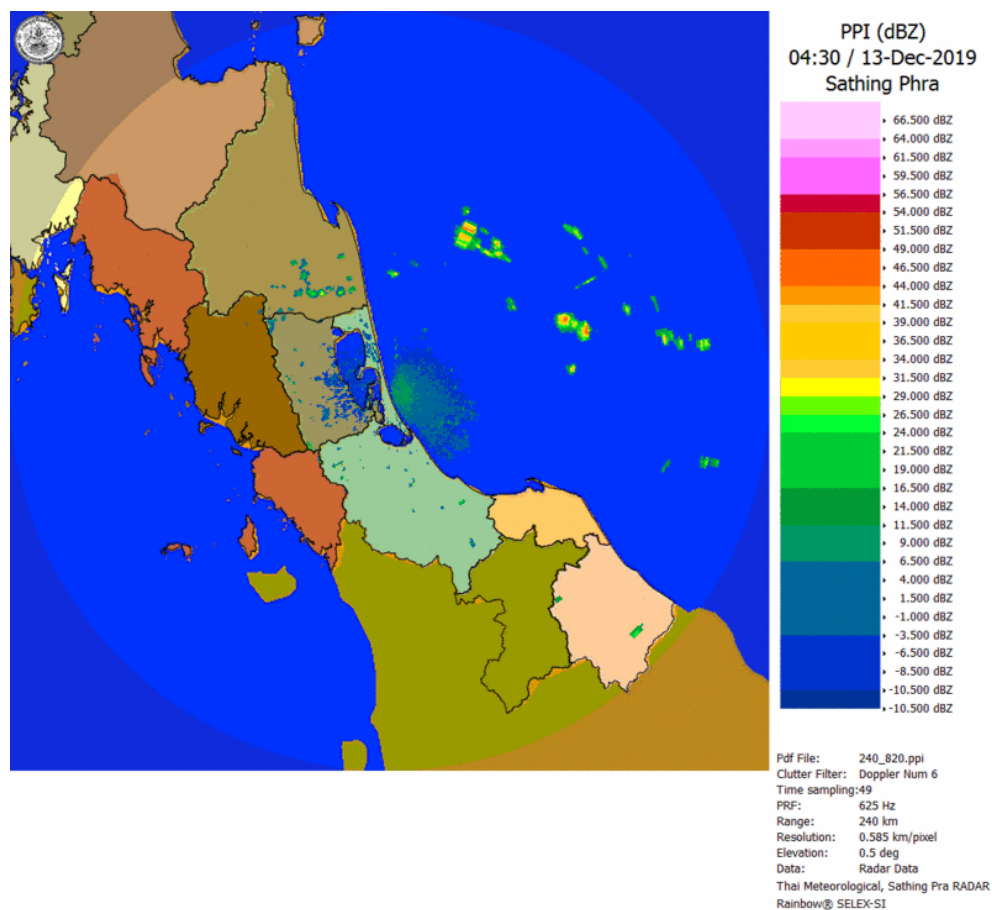 PPI (dBZ)
04:30 / 13-Dec-2019
Sathing Phra
66.500 dBZ
64.000 dBZ
61.500 dBZ
59.500 dBZ
56.500 dBZ
54.000 dBZ
51.500 dBZ
49.000 dBZ
46.500 dBZ
44.000 dBZ
41.500 dBZ
39.000 dBZ
36.500 dBZ
34.000 dBZ
31.500 dBZ
29.000 dBZ
26.500 dBZ
24.000 dBZ
21.500 dBZ
19.000 dBZ
16.500 dBZ
14.000 dBZ
11.500 dBZ
9.000 dBZ
6.500 dBZ
4.000 dBZ
1.500 dBZ
-1.000 dBZ
-3.500 dBZ
-6.500 dBZ
-8.500 dBZ
-10.500 dBZ
-10.500 dBZ
Pdf File: 240_820.ppi
Clutter Filter: Doppler Num 6
Time sampling:49
PRF: 625 Hz
Range: 240 km
Resolution: 0.585 km/pixel
Elevation: 0.5 deg
Data: Radar Data
Thai Meteorological, Sathing Pra RADAR
Rainbow® SELEX-SI